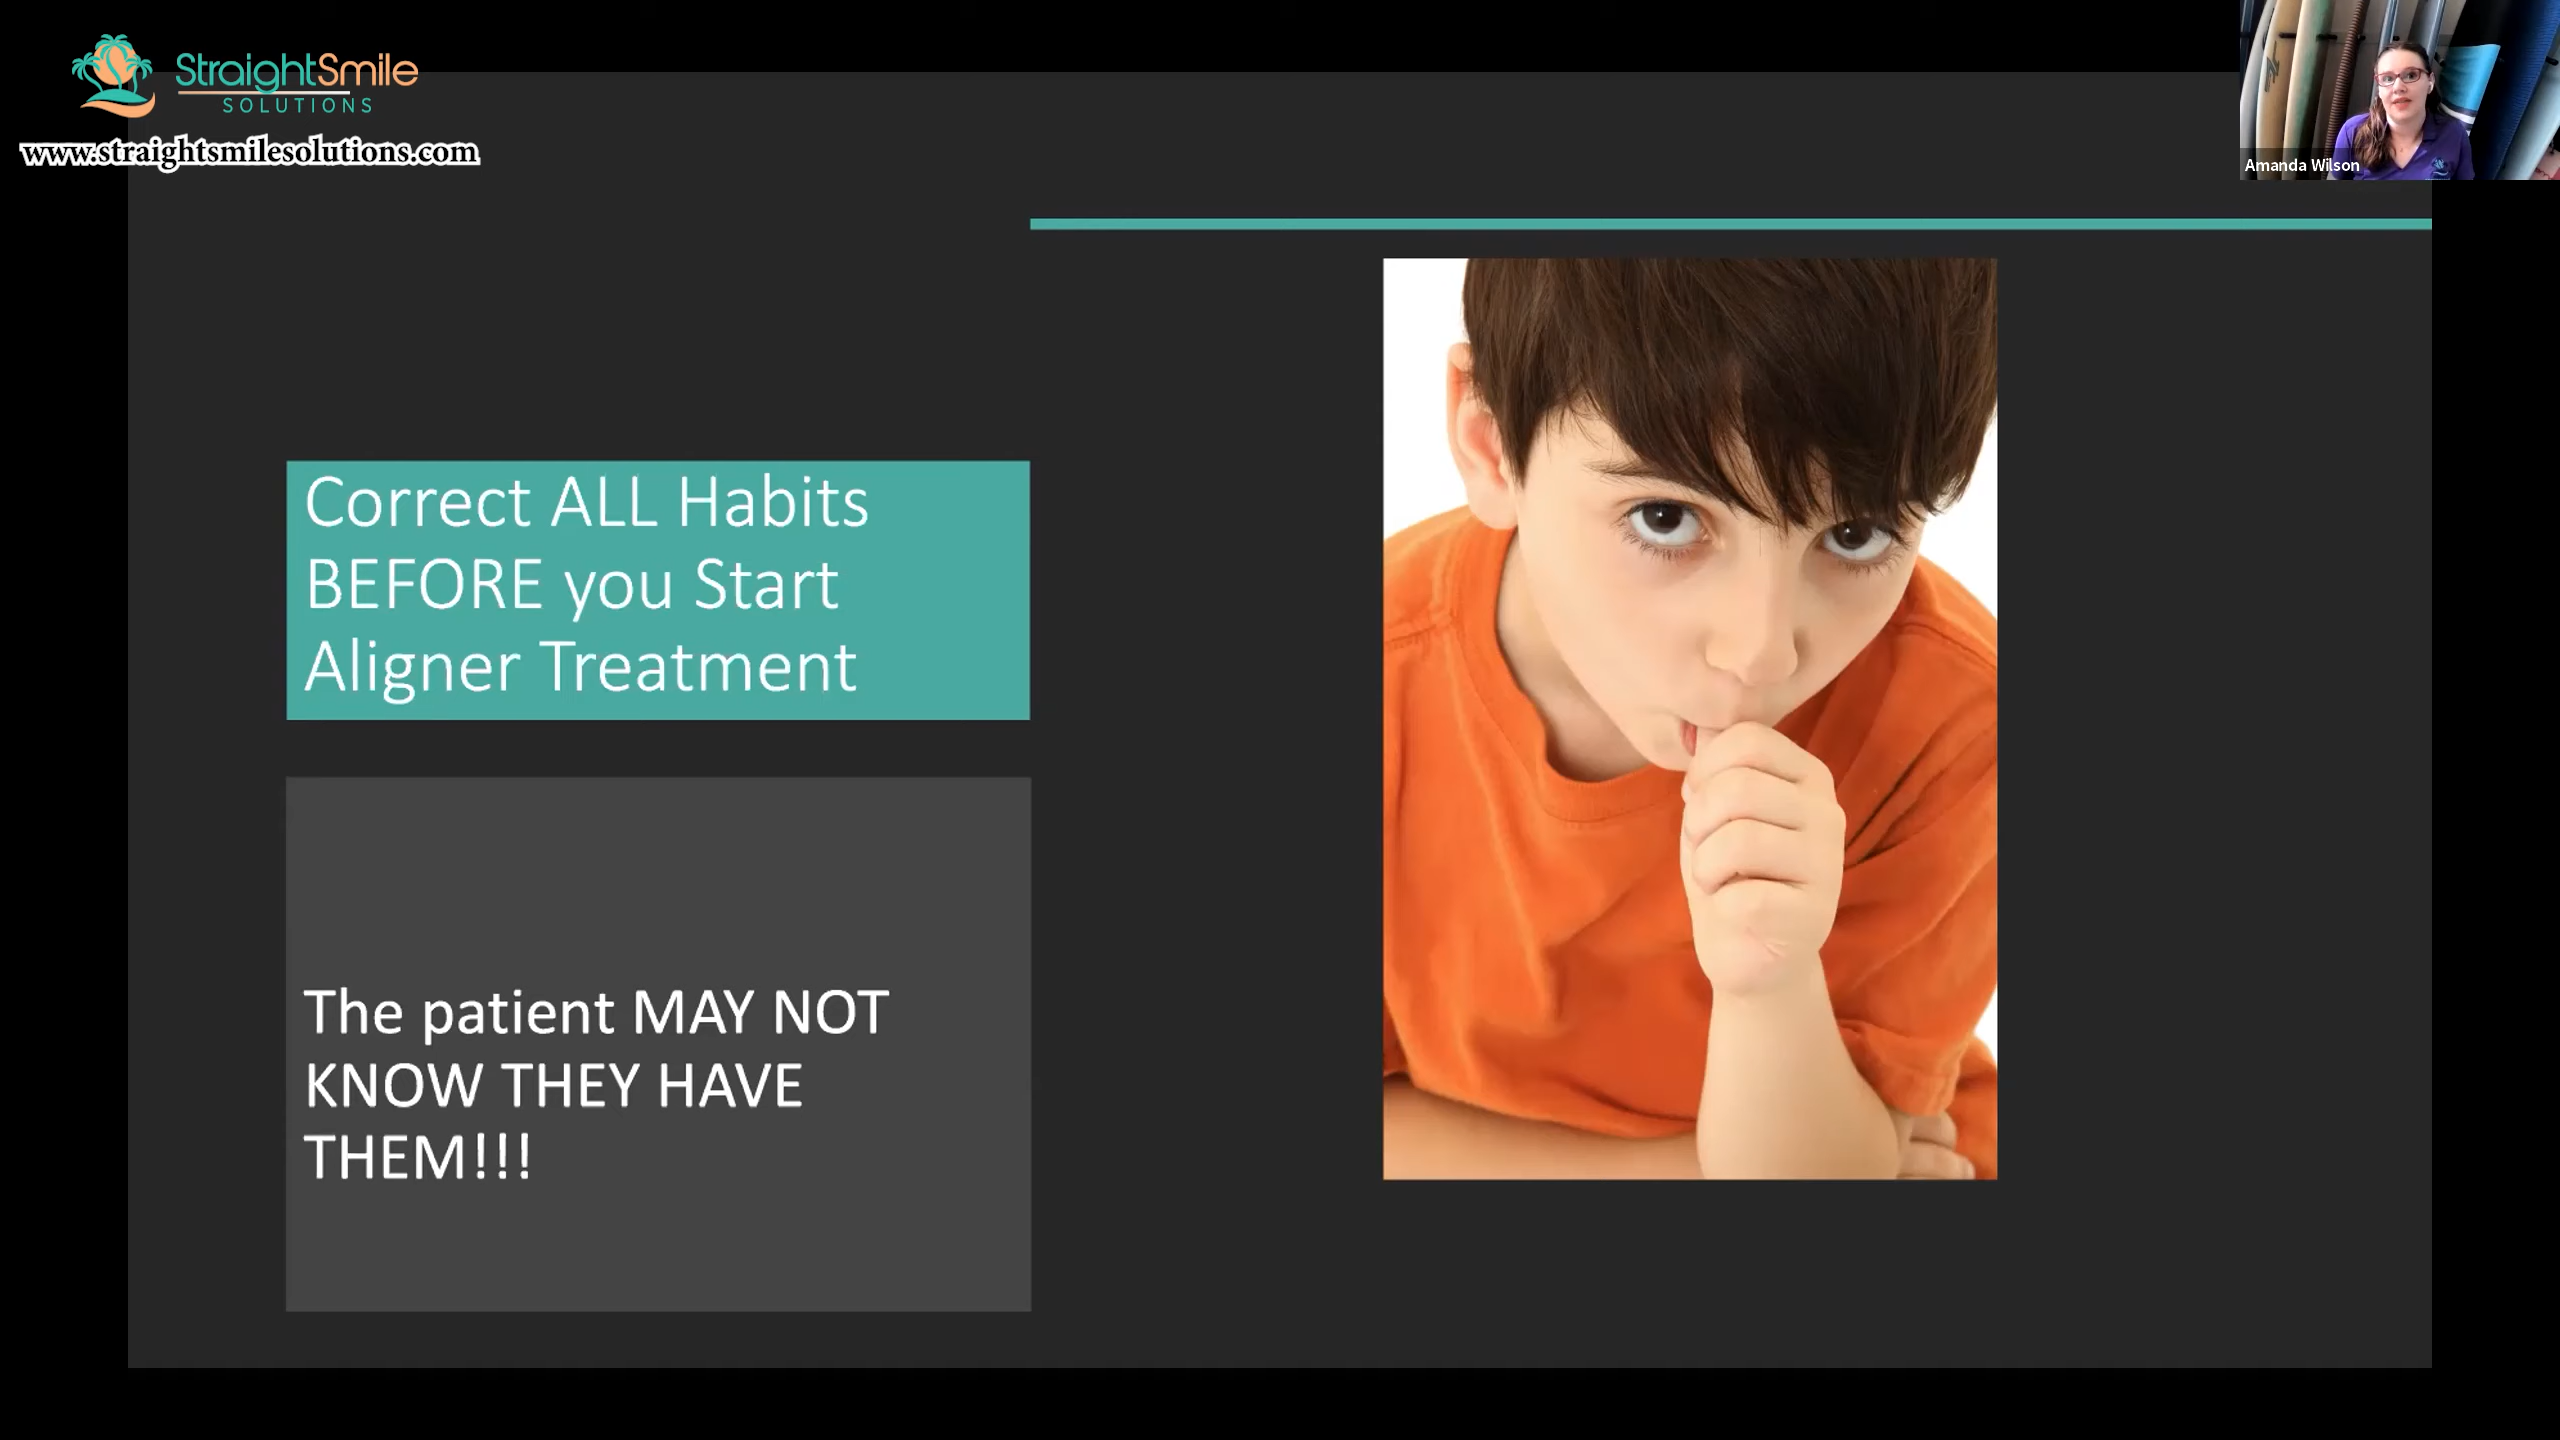 StraightSmile
SOLUTIONS
www.straightsmilesolutions.com
Amanda Wilson
Correct ALL Habits
BEFORE you Start
Aligner Treatment
The patient MAY NOT
KNOW THEY HAVE
THEM!!!